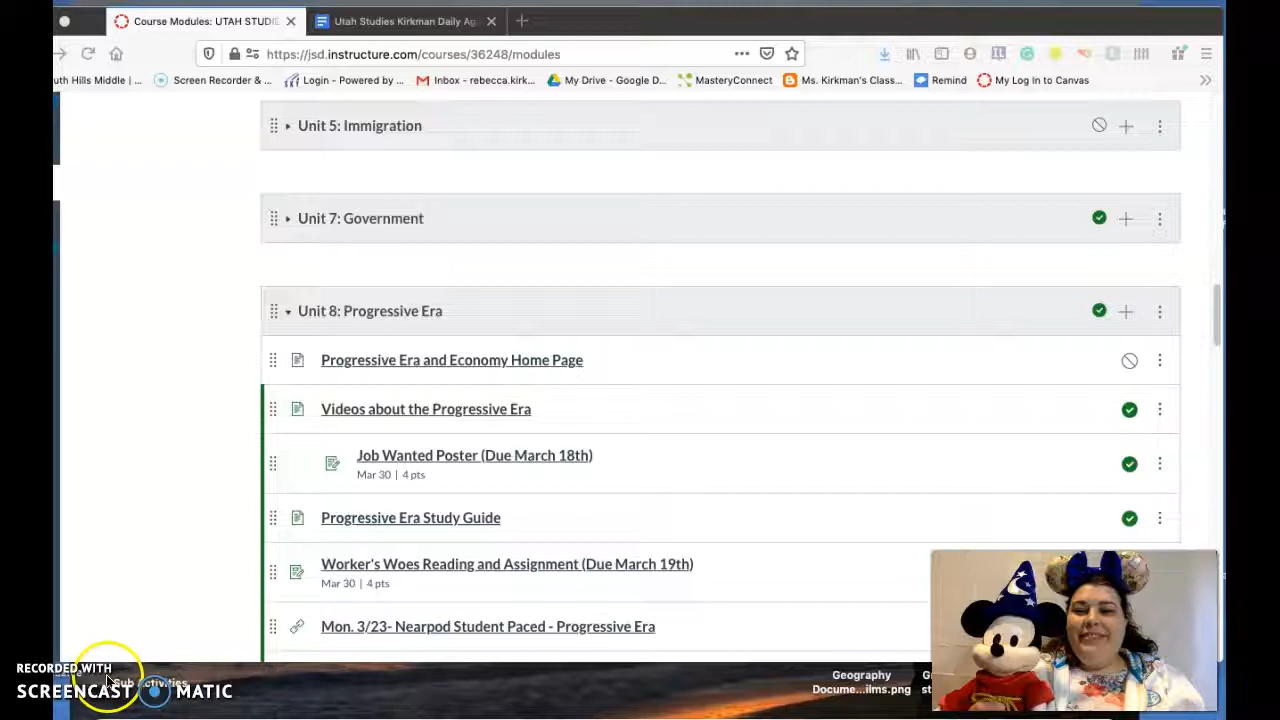 Course Modules: UTAH STUDIE
Utah Studies Kirkman Daily Ag
https://jsd.instructure.com/courses/36248/modules
uth Hills Middle | ...
Screen Recorder & ...
Login - Powered by ...
Inbox - rebecca.kirk...
My Drive - Google D...
MasteryConnect
Ms. Kirkman's Class...
Remind
My Log in to Canvas
Unit 5: Immigration
Unit 7: Government
Unit 8: Progressive Era
Progressive Era and Economy Home Page
Videos about the Progressive Era
Job Wanted Poster (Due March 18th)
Mar 30 | 4 pts
Progressive Era Study Guide
Worker's Woes Reading and Assignment (Due March 19th)
Mar 30 | 4 pts
Mon. 3/23- Nearpod Student Paced - Progressive Era
RECORDED WITH
SCREENCAST MATIC
Sub Activities
Geography
Docume...ilms.png